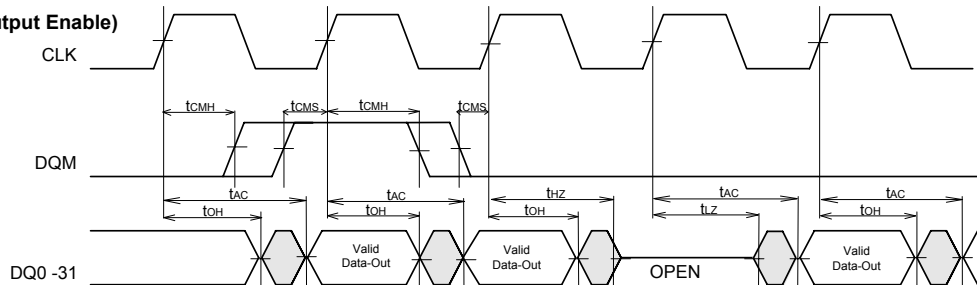 tput Enable)
CLK
tCMH tCMS tCMH tCMS
DQM
tAC tAC tHZ tAC tAC
tOH tOH tOH tLZ tOH
Valid Data-Out Valid Data-Out Valid Data-Out
DQ0 -31 OPEN